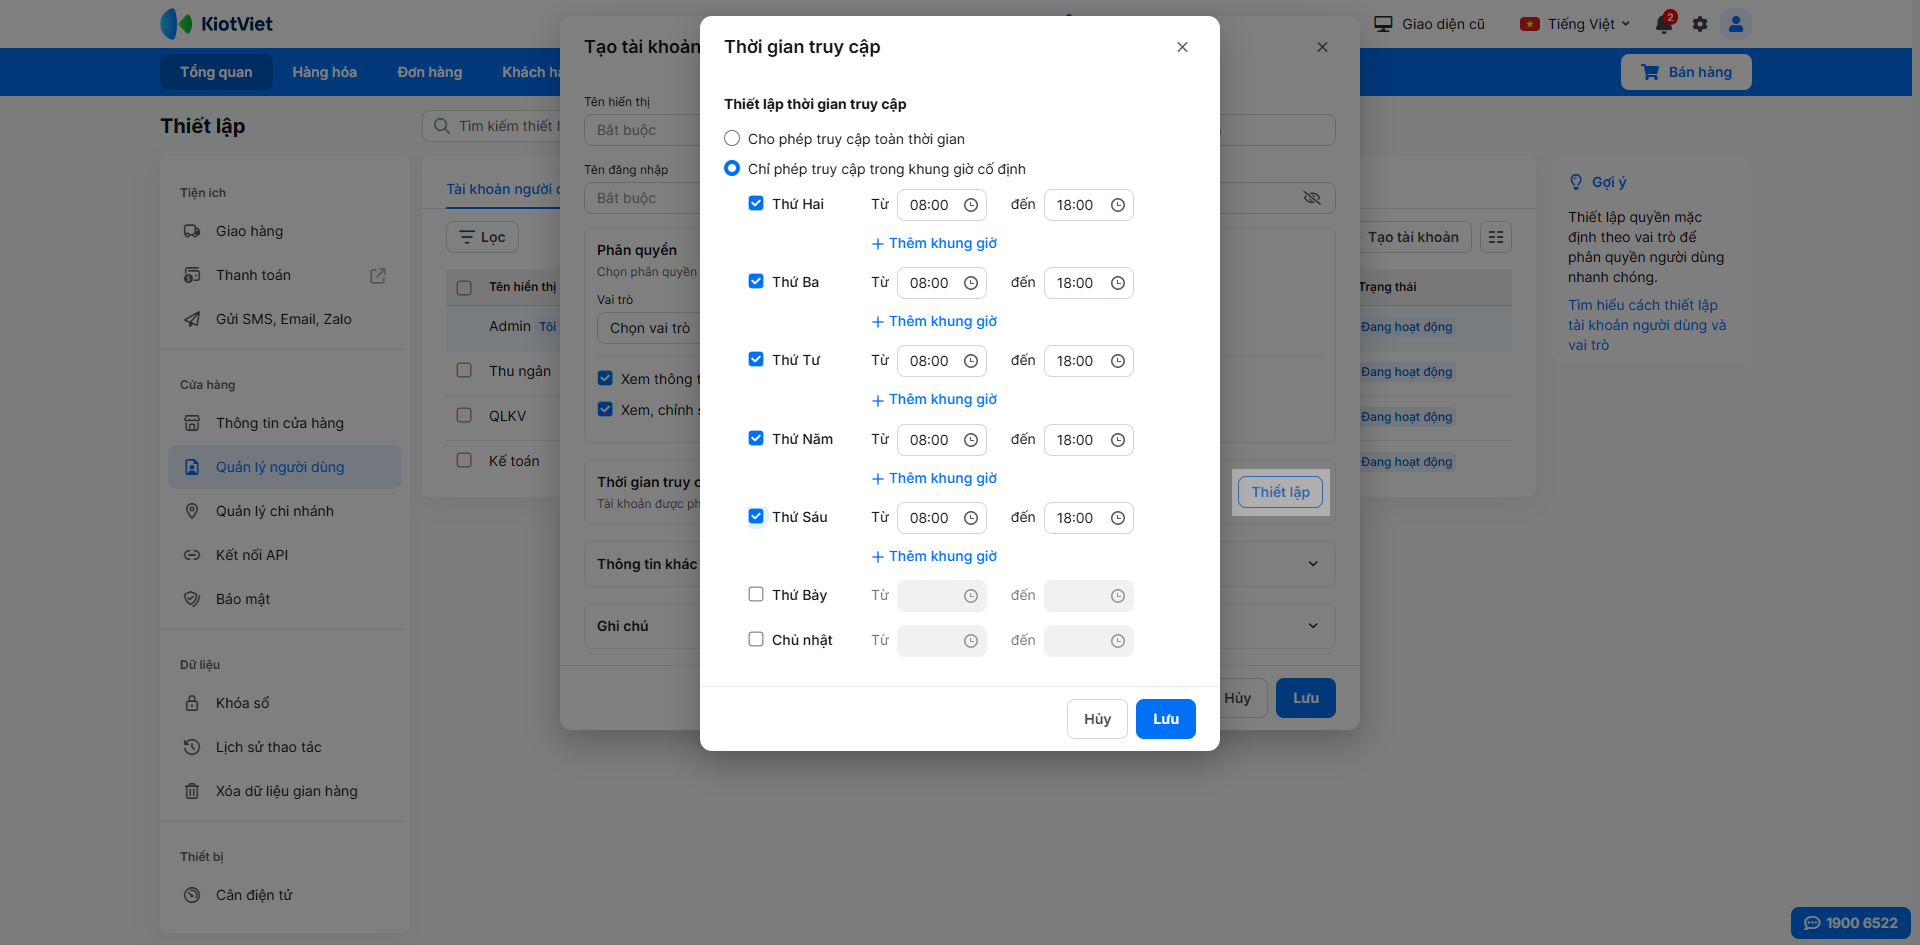 KiotViet
Giao diện cũ
Tiếng Việt
2
Tổng quan
Hàng hóa
Đơn hàng
Khách
Bán hàng
Thiết lập
Tìm kiếm thiết
Tiện ích
Giao hàng
Thanh toán
Gửi SMS, Email, Zalo
Cửa hàng
Thông tin cửa hàng
Quản lý người dùng
Quản lý chi nhánh
Kết nối API
Bảo mật
Dữ liệu
Khóa sổ
Lịch sử thao tác
Xóa dữ liệu gian hàng
Thiết bị
Cân điện tử
Tài khoản người
Lọc
Tên hiển thị
Admin Tôi
Thu ngân
QLKV
Kế toán
Tạo tài khoản
Trạng thái
Đang hoạt động
Đang hoạt động
Đang hoạt động
Đang hoạt động
Gợi ý
Thiết lập quyền mặc
định theo vai trò để
phân quyền người dùng
nhanh chóng.
Tìm hiểu cách thiết lập
tài khoản người dùng và
vai trò
Tạo tài khoản
Tên hiển thị
Bắt buộc
Tên đăng nhập
Bắt buộc
Phân quyền
Chọn phân quyền
Vai trò
Chọn vai trò
Xem thông
Xem, chỉnh
Thời gian truy
Tài khoản được
Thiết lập
Thông tin khác
Ghi chú
Hủy
Lưu
Thời gian truy cập
Thiết lập thời gian truy cập
Cho phép truy cập toàn thời gian
Chỉ phép truy cập trong khung giờ cố định
Thứ Hai Từ 08:00 đến 18:00
+ Thêm khung giờ
Thứ Ba Từ 08:00 đến 18:00
+ Thêm khung giờ
Thứ Tư Từ 08:00 đến 18:00
+ Thêm khung giờ
Thứ Năm Từ 08:00 đến 18:00
+ Thêm khung giờ
Thứ Sáu Từ 08:00 đến 18:00
+ Thêm khung giờ
Thứ Bảy Từ đến
Chủ nhật Từ đến
Hủy
Lưu
1900 6522